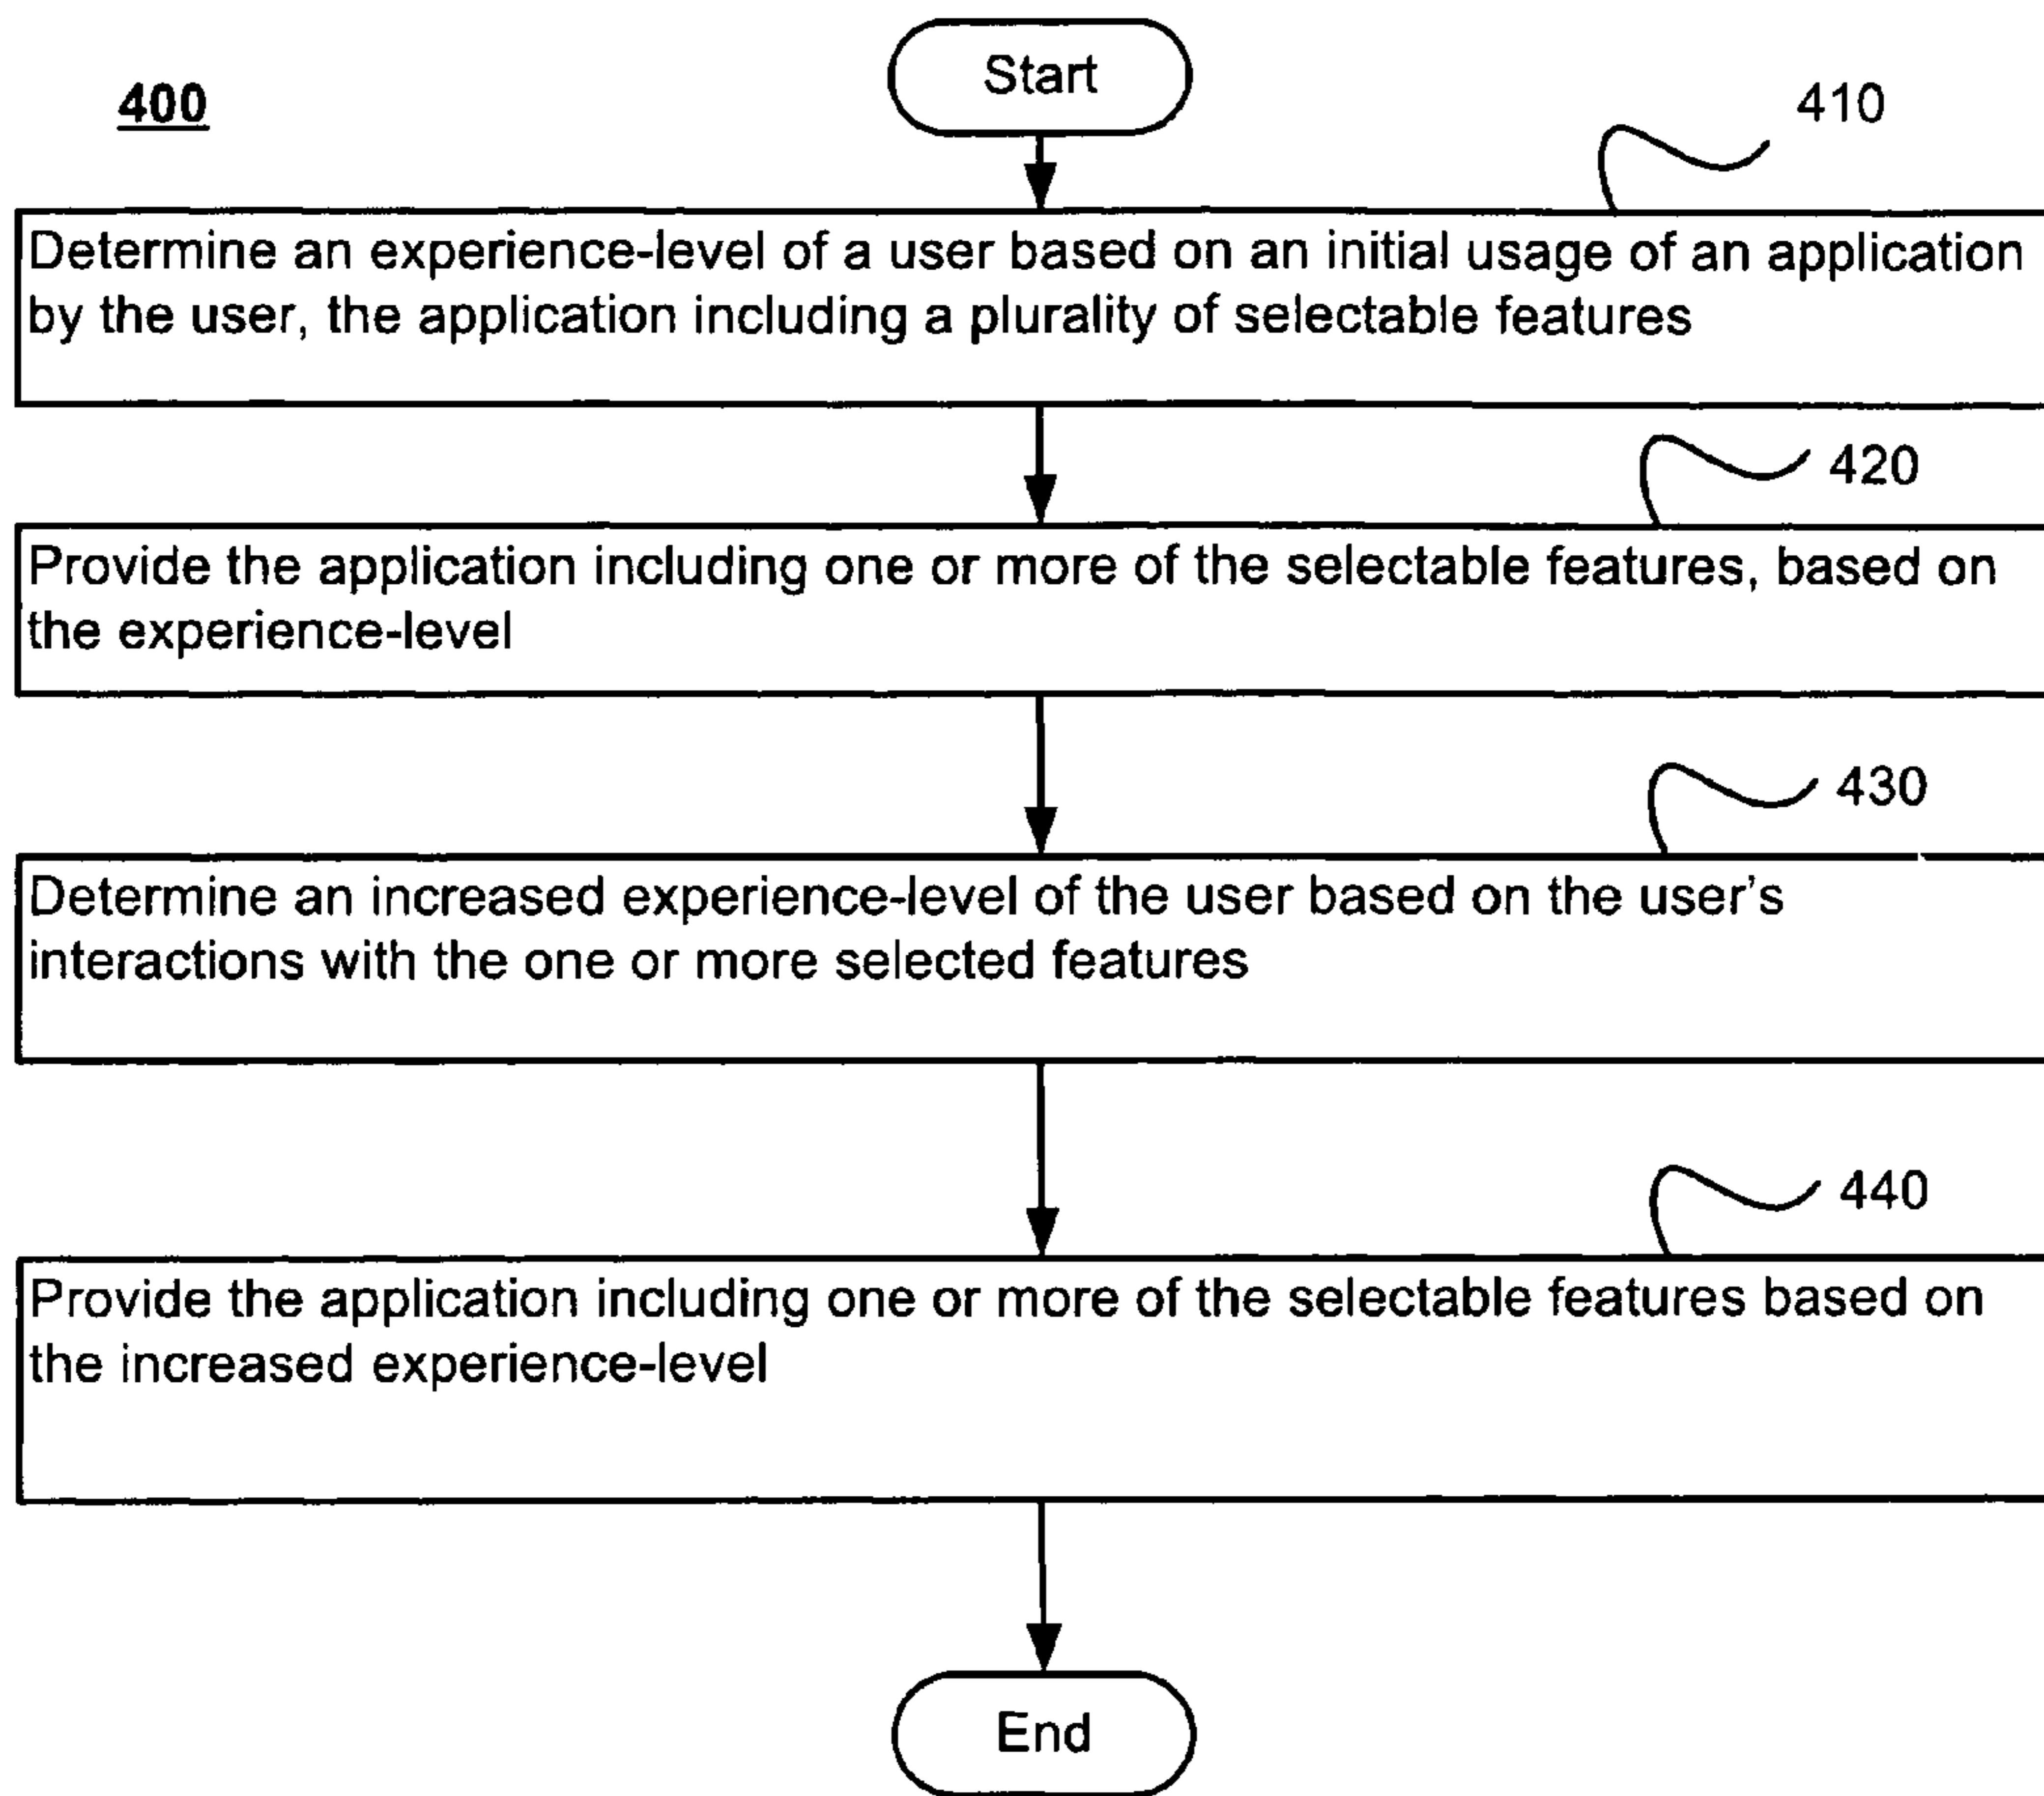 Start
400
410
Determine an experience-level of a user based on an initial usage of an application
by the user, the application including a plurality of selectable features
420
Provide the application including one or more of the selectable features, based on
the experience-level
430
Determine an increased experience-level of the user based on the user's
interactions with the one or more selected features
440
Provide the application including one or more of the selectable features based on
the increased experience-level
End